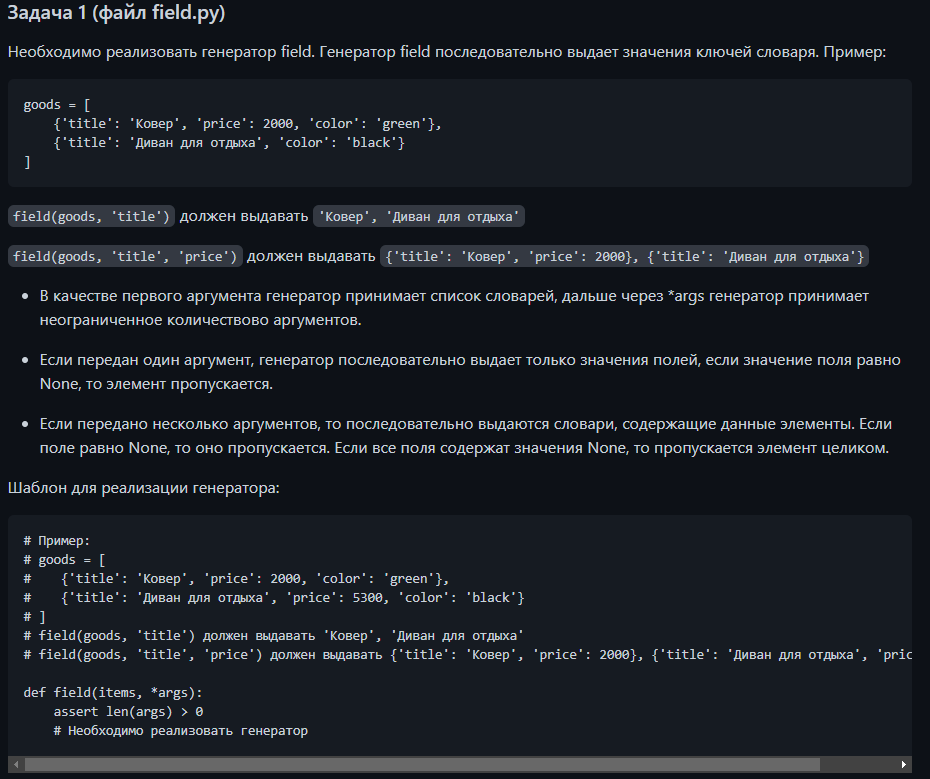 Задача 1 (файл field.py)
Необходимо реализовать генератор field. Генератор field последовательно выдает значения ключей словаря. Пример:
goods = [
    {'title': 'Ковер', 'price': 2000, 'color': 'green'},
    {'title': 'Диван для отдыха', 'color': 'black'}
]
field(goods, 'title') должен выдавать 'Ковер', 'Диван для отдыха'
field(goods, 'title', 'price') должен выдавать {'title': 'Ковер', 'price': 2000}, {'title': 'Диван для отдыха'}
• В качестве первого аргумента генератор принимает список словарей, дальше через *args генератор принимает
неограниченное количествово аргументов.
• Если передан один аргумент, генератор последовательно выдает только значения полей, если значение поля равно
None, то элемент пропускается.
• Если передано несколько аргументов, то последовательно выдаются словари, содержащие данные элементы. Если
поле равно None, то оно пропускается. Если все поля содержат значения None, то пропускается элемент целиком.
Шаблон для реализации генератора:
# Пример:
# goods = [
#    {'title': 'Ковер', 'price': 2000, 'color': 'green'},
#    {'title': 'Диван для отдыха', 'price': 5300, 'color': 'black'}
# ]
# field(goods, 'title') должен выдавать 'Ковер', 'Диван для отдыха'
# field(goods, 'title', 'price') должен выдавать {'title': 'Ковер', 'price': 2000}, {'title': 'Диван для отдыха', 'pric
def field(items, *args):
    assert len(args) > 0
    # Необходимо реализовать генератор